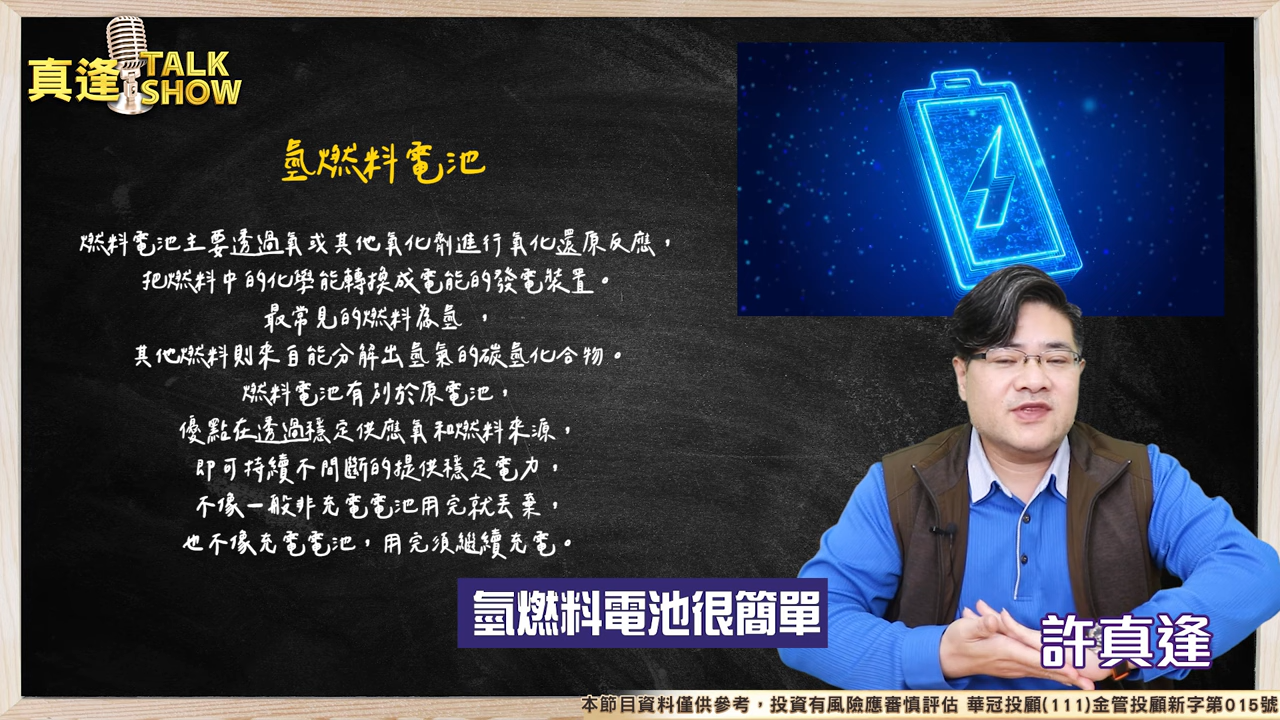 真逢
TALK
SHOW
氫燃料電池
燃料電池主要透過氧或其他氧化劑進行氧化還原反應，
把燃料中的化學能轉換成電能的發電裝置。
最常見的燃料為氫 ，
其他燃料則來自能分解出氫氣的碳氫化合物。
燃料電池有別於原電池，
優點在透過穩定供應氧和燃料來源，
即可持續不間斷的提供穩定電力，
不像一般非充電電池用完就丟棄，
也不像充電電池，用完須繼續充電。
氫燃料電池很簡單
許真逢
本節目資料僅供參考，投資有風險應審慎評估 華冠投顧(111)金管投顧新字第015號